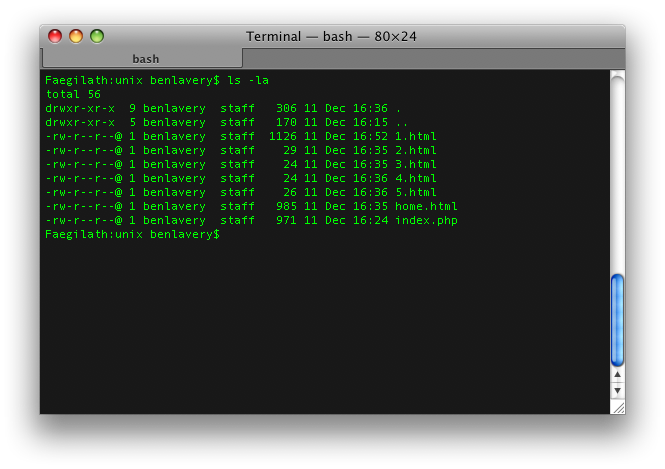 Terminal — bash — 80×24
bash
Faegilath:unix benlavery$ ls -la
total 56
drwxr-xr-x  9 benlavery  staff   306 11 Dec 16:36 .
drwxr-xr-x  5 benlavery  staff   170 11 Dec 16:15 ..
-rw-r--r--@ 1 benlavery  staff  1126 11 Dec 16:52 1.html
-rw-r--r--@ 1 benlavery  staff    29 11 Dec 16:35 2.html
-rw-r--r--@ 1 benlavery  staff    24 11 Dec 16:35 3.html
-rw-r--r--@ 1 benlavery  staff    24 11 Dec 16:36 4.html
-rw-r--r--@ 1 benlavery  staff    26 11 Dec 16:36 5.html
-rw-r--r--@ 1 benlavery  staff   985 11 Dec 16:35 home.html
-rw-r--r--@ 1 benlavery  staff   971 11 Dec 16:24 index.php
Faegilath:unix benlavery$